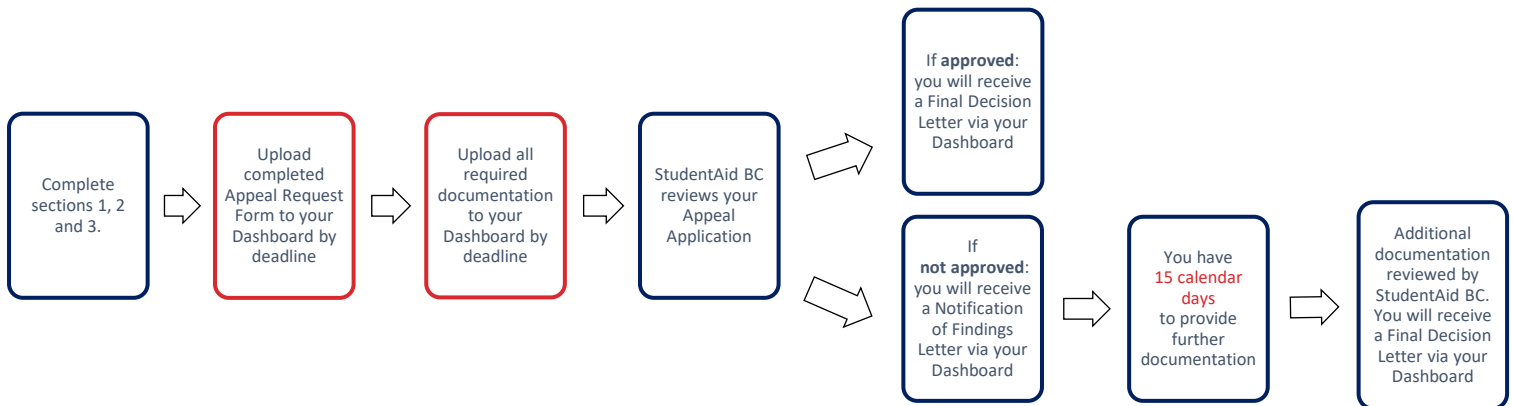 Complete
sections 1, 2
and 3.
Upload
completed
Appeal Request
Form to your
Dashboard by
deadline
Upload all
required
documentation
to your
Dashboard by
deadline
StudentAid BC
reviews your
Appeal
Application
If approved:
you will receive
a Final Decision
Letter via your
Dashboard
If
not approved:
you will receive
a Notification
of Findings
Letter via your
Dashboard
You have
15 calendar
days
to provide
further
documentation
Additional
documentation
reviewed by
StudentAid BC.
You will receive
a Final Decision
Letter via your
Dashboard